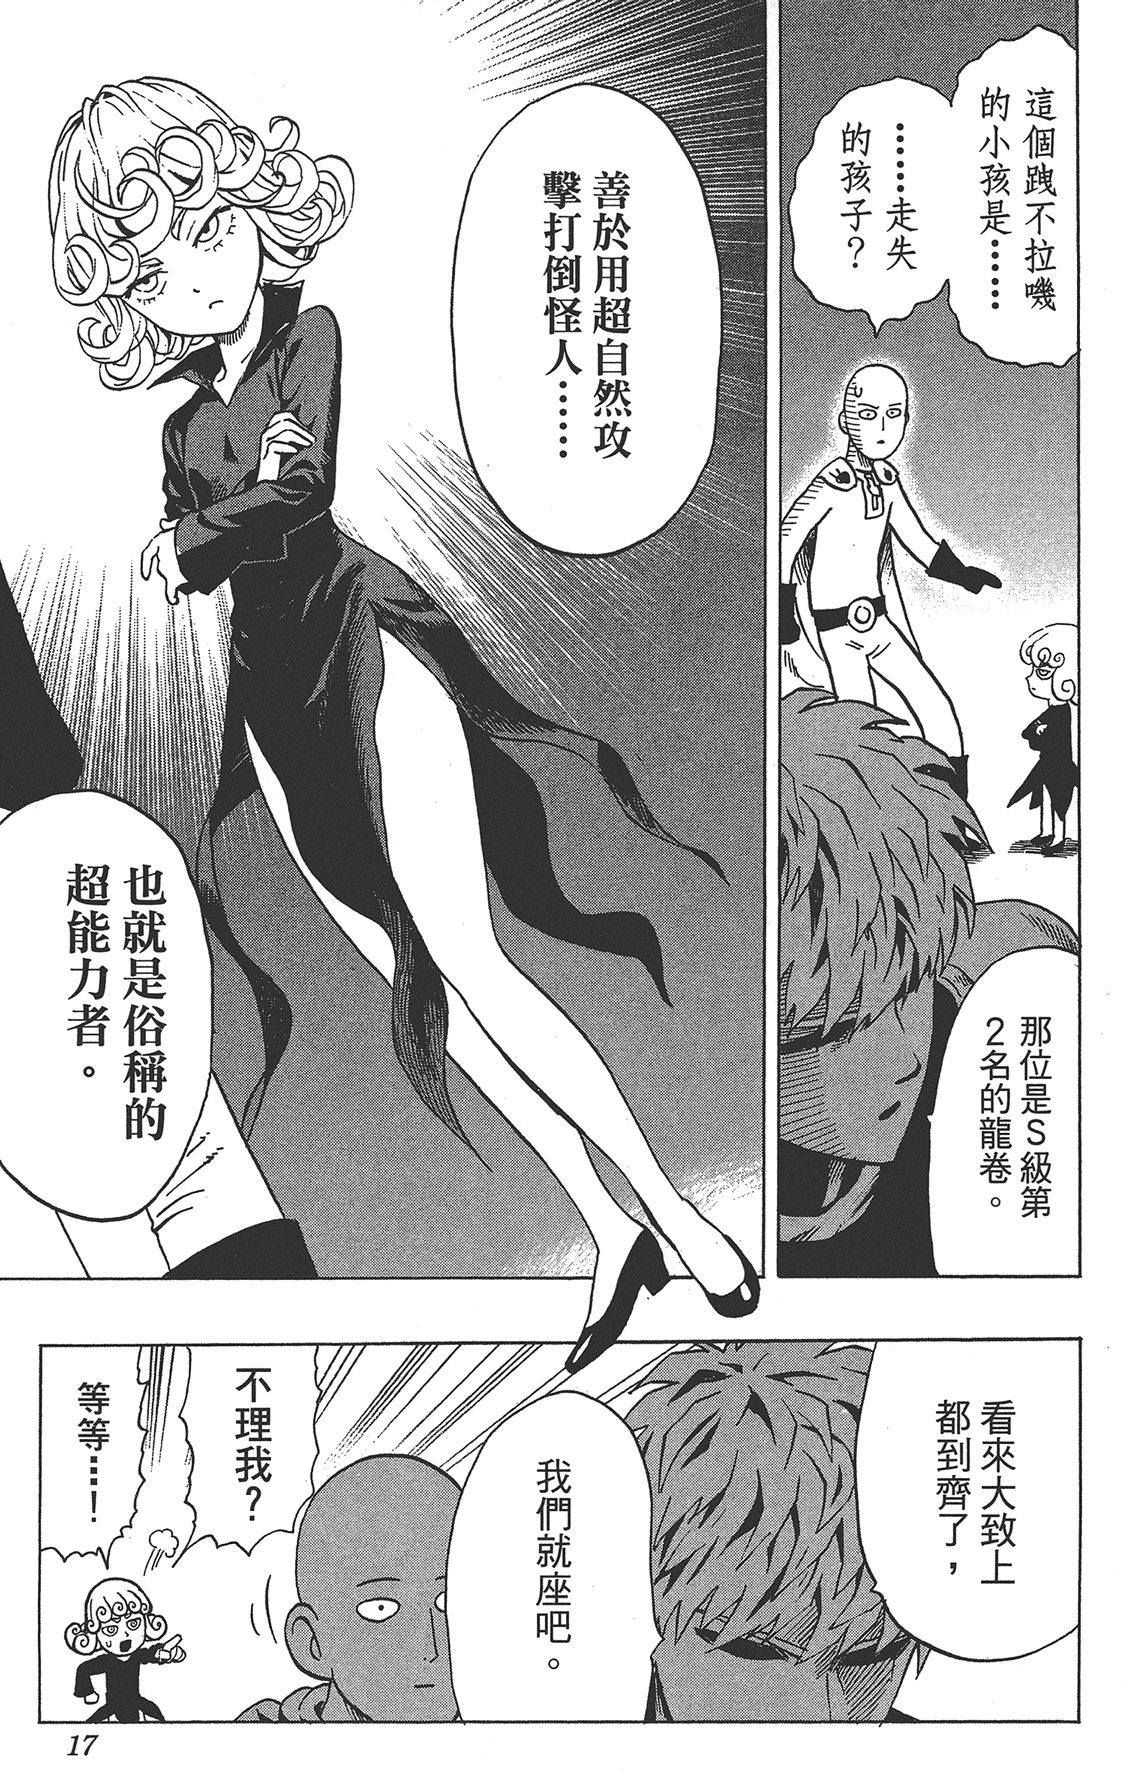 這個跩不拉嘰
的小孩是⋯⋯
⋯⋯走失
的孩子？
那位是S級第
2名的龍卷。
善於用超自然攻
擊打倒怪人⋯⋯
也就是俗稱的
超能力者。
看來大致上
都到齊了，
我們就座吧。
不理我？
等等⋯⋯！
17